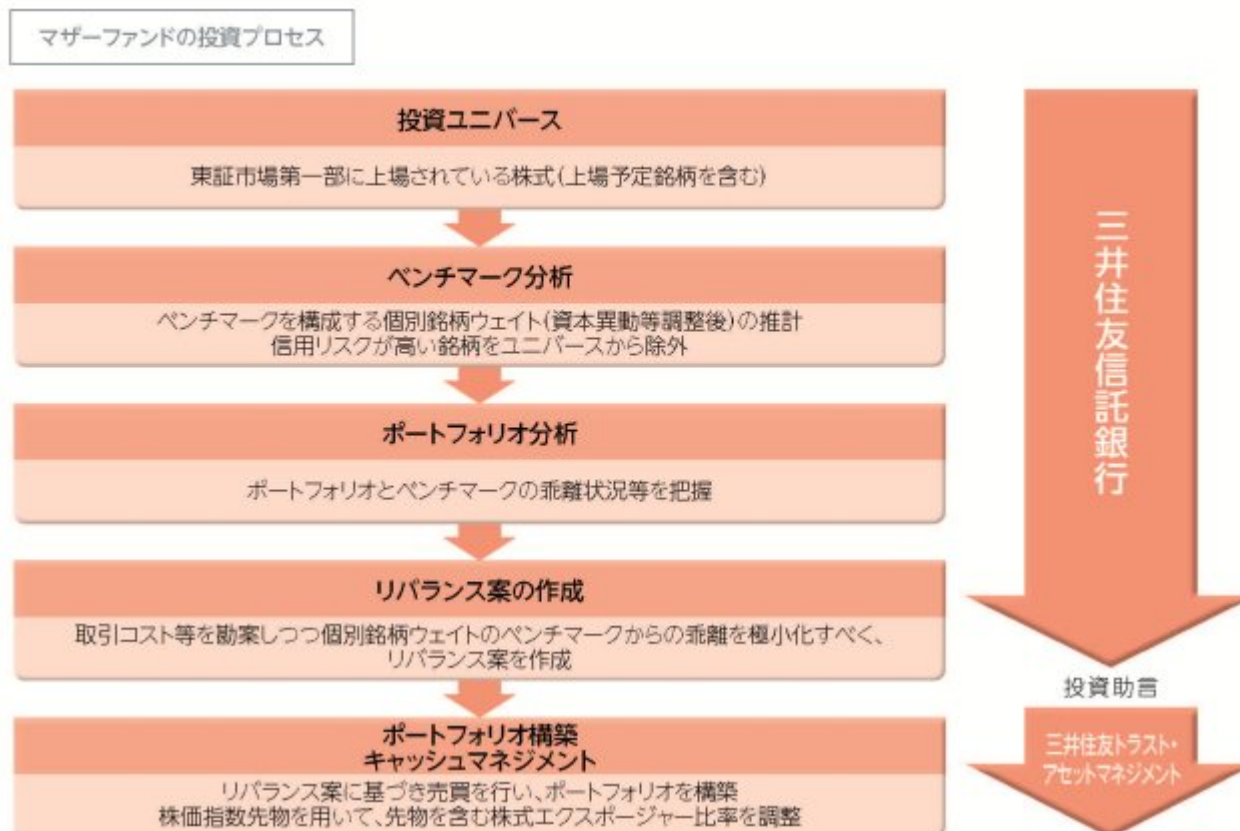 マザーファンドの投資プロセス
投資ユニバース
東証市場第一部に上場されている株式(上場予定銘柄を含む)
ベンチマーク分析
ベンチマークを構成する個別銘柄ウェイト(資本異動等調整後)の推計
信用リスクが高い銘柄をユニバースから除外
ポートフォリオ分析
ポートフォリオとベンチマークの乖離状況等を把握
リバランス案の作成
取引コスト等を勘案しつつ個別銘柄ウェイトのベンチマークからの乖離を極小化すべく、
リバランス案を作成
ポートフォリオ構築
キャッシュマネジメント
リバランス案に基づき売買を行い、ポートフォリオを構築
株価指数先物を用いて、先物を含む株式エクスポージャー比率を調整
三井住友信託銀行
投資助言
三井住友トラスト・
アセットマネジメント